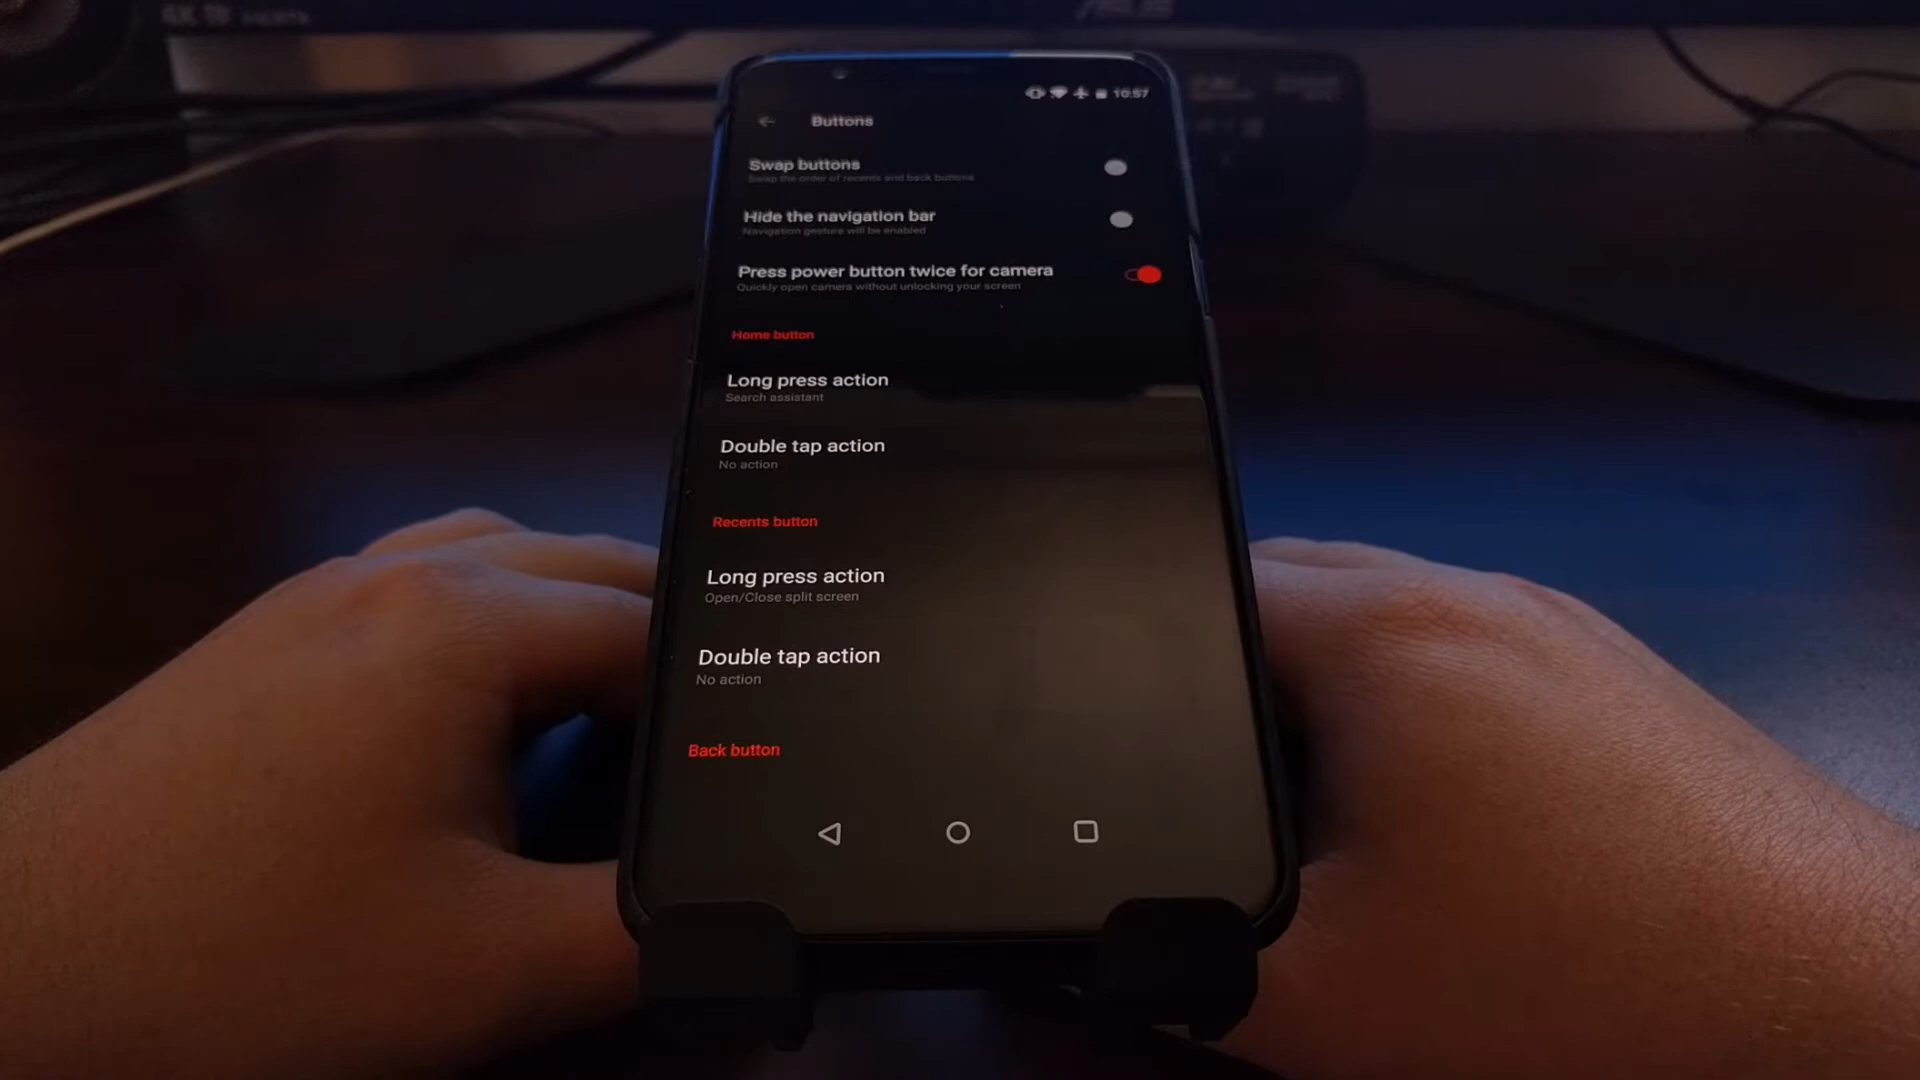 ASUS
10:57
Buttons
Swap buttons
Swap the order of recents and back buttons
Hide the navigation bar
Navigation gesture will be enabled
Press power button twice for camera
Quickly open camera without unlocking your screen
Home button
Long press action
Search assistant
Double tap action
No action
Recents button
Long press action
Open/Close split screen
Double tap action
No action
Back button